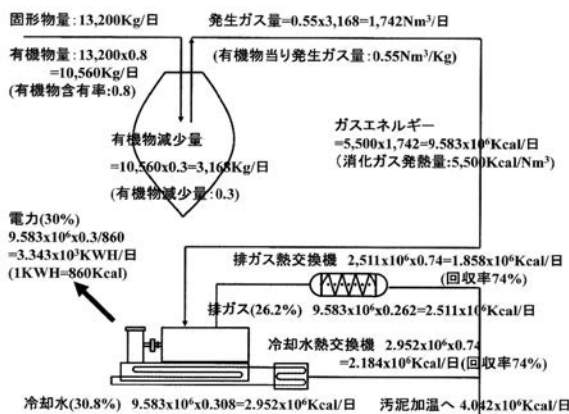 固形物量:13,200Kg/日
発生ガス量=0.55x3,168=1,742Nm³/日
有機物量:13,200x0.8
=10,560Kg/日
(有機物含有率:0.8)
(有機物当り発生ガス量:0.55Nm³/Kg)
ガスエネルギー
=5,500x1,742=9.583x10⁶Kcal/日
(消化ガス発熱量:5,500Kcal/Nm³)
有機物減少量
=10,560x0.3=3,168Kg/日
(有機物減少量:0.3)
電力(30%)
9.583x10⁶x0.3/860
=3.343x10³KWH/日
(1KWH=860Kcal)
排ガス熱交換機 2,511x10⁶x0.74=1.858x10⁶Kcal/日
(回収率74%)
排ガス(26.2%) 9.583x10⁶x0.262=2.511x10⁶Kcal/日
冷却水熱交換機 2.952x10⁶x0.74
=2.184x10⁶Kcal/日(回収率74%)
冷却水(30.8%) 9.583x10⁶x0.308=2.952x10⁶Kcal/日
汚泥加温へ 4.042x10⁶Kcal/日